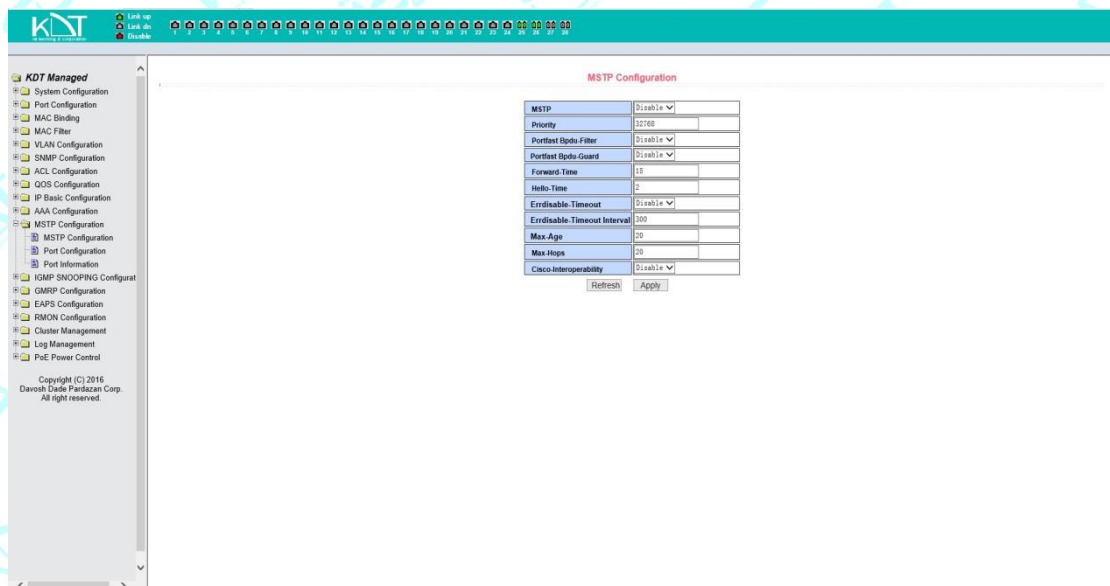 KDT
Link up
Link dn
Disable
1 2 3 4 5 6 7 8 9 10 11 12 13 14 15 16 17 18 19 20 21 22 23 24 25 26 27 28
KDT Managed
System Configuration
Port Configuration
MAC Binding
MAC Filter
VLAN Configuration
SNMP Configuration
ACL Configuration
QOS Configuration
IP Basic Configuration
AAA Configuration
MSTP Configuration
MSTP Configuration
Port Configuration
Port Information
IGMP SNOOPING Configurat
GMRP Configuration
EAPS Configuration
RMON Configuration
Cluster Management
Log Management
PoE Power Control
Copyright (C) 2016
Davosh Dade Pardazan Corp.
All right reserved.
MSTP Configuration
MSTP Disable
Priority 32768
Portfast Bpdu-Filter Disable
Portfast Bpdu-Guard Disable
Forward-Time 15
Hello-Time 2
Errdisable-Timeout Disable
Errdisable-Timeout Interval 300
Max-Age 20
Max-Hops 20
Cisco-Interoperability Disable
Refresh Apply